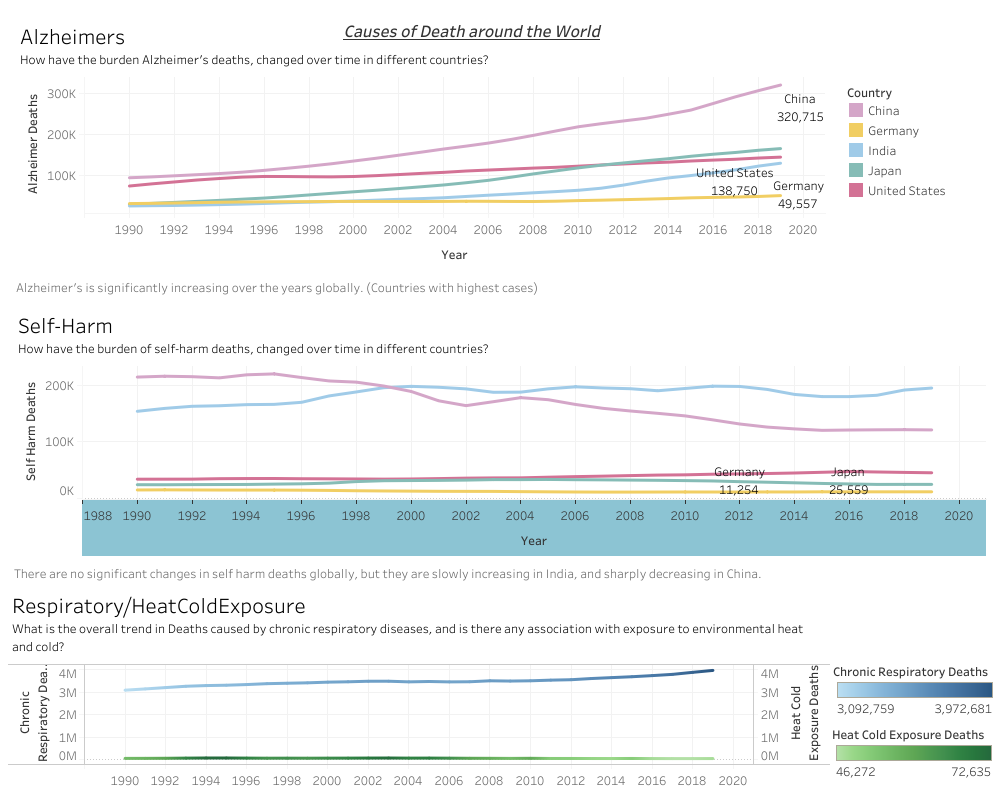 Causes of Death around the World
Alzheimers
How have the burden Alzheimer's deaths, changed over time in different countries?
Alzheimer Deaths
300K
200K
100K
China
320,715
United States
138,750
Germany
49,557
1990 1992 1994 1996 1998 2000 2002 2004 2006 2008 2010 2012 2014 2016 2018 2020
Year
Country
China
Germany
India
Japan
United States
Alzheimer's is significantly increasing over the years globally. (Countries with highest cases)
Self-Harm
How have the burden of self-harm deaths, changed over time in different countries?
Self Harm Deaths
200K
100K
0K
Germany
11,254
Japan
25,559
1988 1990 1992 1994 1996 1998 2000 2002 2004 2006 2008 2010 2012 2014 2016 2018 2020
Year
There are no significant changes in self harm deaths globally, but they are slowly increasing in India, and sharply decreasing in China.
Respiratory/HeatColdExposure
What is the overall trend in Deaths caused by chronic respiratory diseases, and is there any association with exposure to environmental heat
and cold?
Chronic
Respiratory Dea..
4M
3M
2M
1M
0M
4M
3M
2M
1M
0M
Heat Cold
Exposure Deaths
1990 1992 1994 1996 1998 2000 2002 2004 2006 2008 2010 2012 2014 2016 2018 2020
Chronic Respiratory Deaths
3,092,759 3,972,681
Heat Cold Exposure Deaths
46,272 72,635